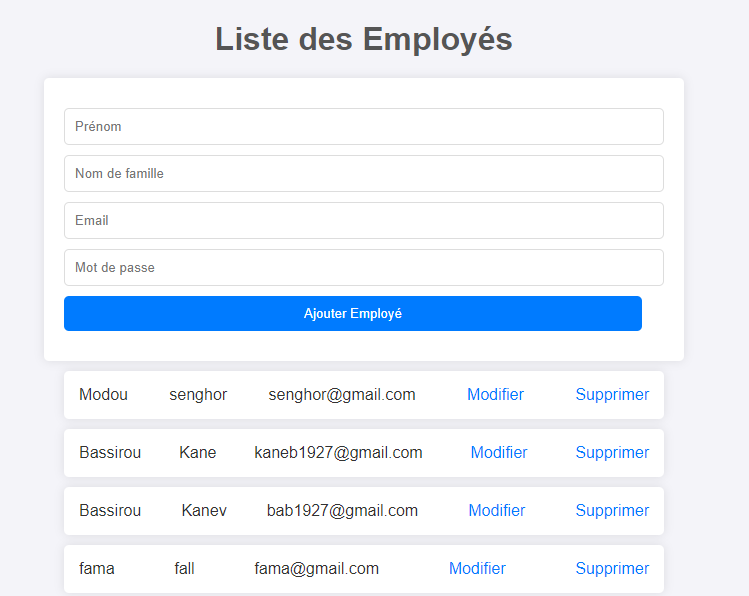 Liste des Employés
Prénom
Nom de famille
Email
Mot de passe
Ajouter Employé
Modou senghor senghor@gmail.com Modifier Supprimer
Bassirou Kane kaneb1927@gmail.com Modifier Supprimer
Bassirou Kanev bab1927@gmail.com Modifier Supprimer
fama fall fama@gmail.com Modifier Supprimer